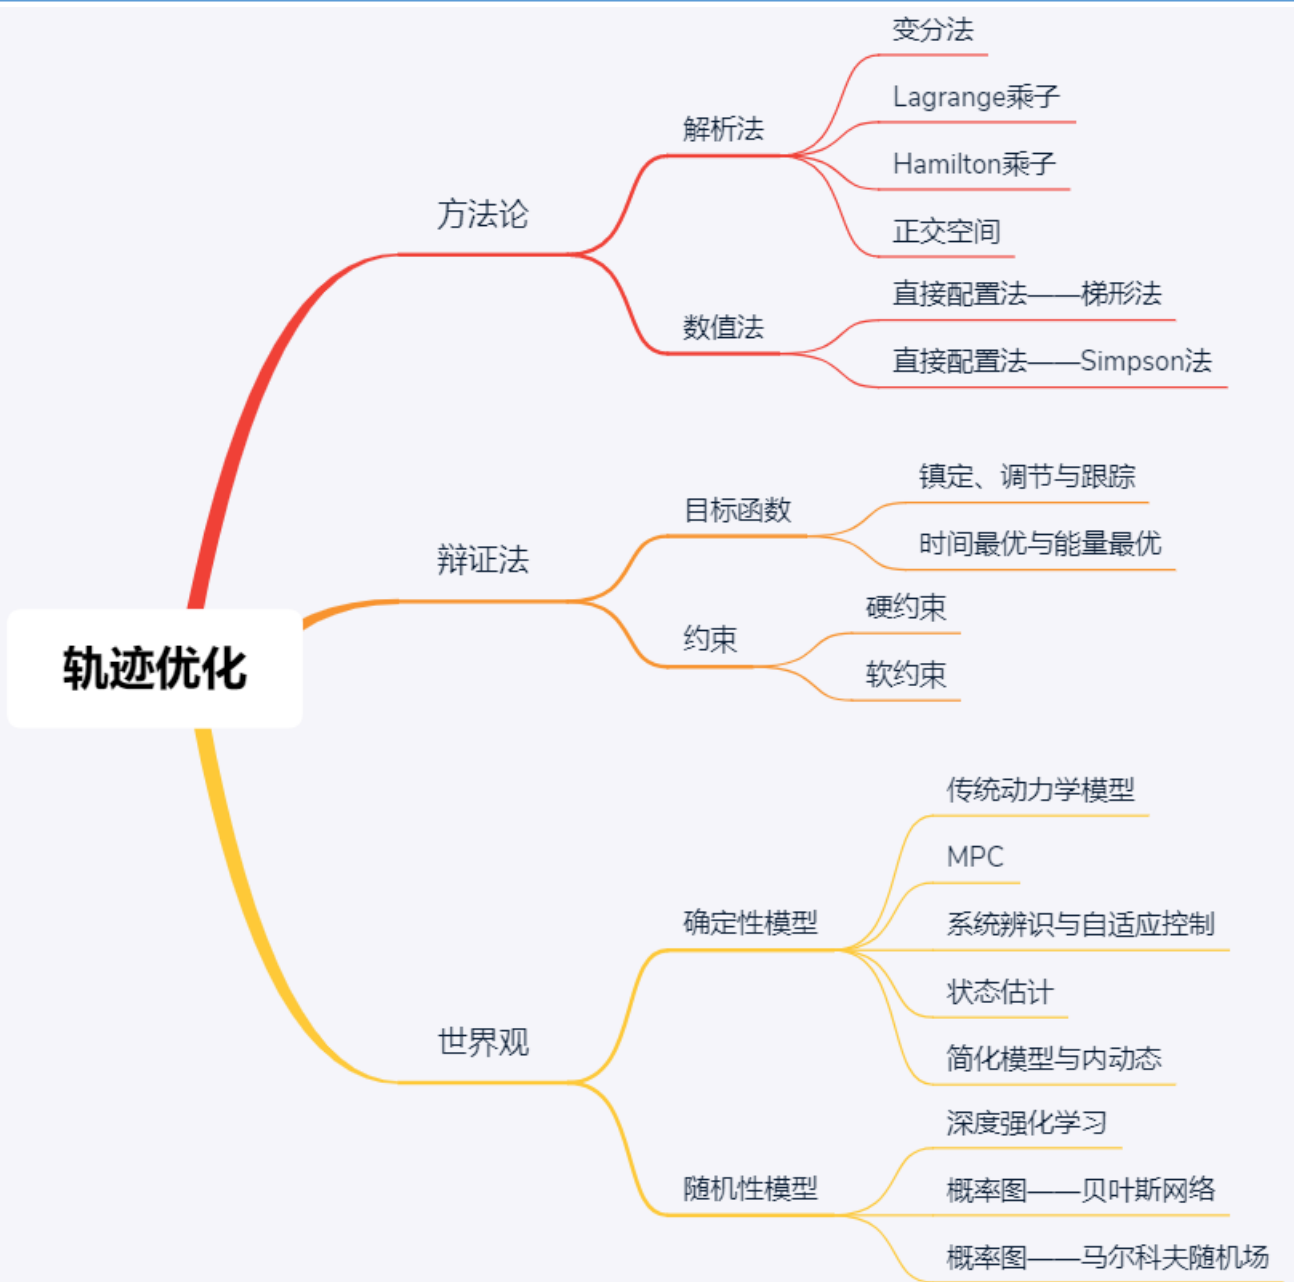 轨迹优化
方法论
解析法
变分法
Lagrange乘子
Hamilton乘子
正交空间
数值法
直接配置法——梯形法
直接配置法——Simpson法
辩证法
目标函数
镇定、调节与跟踪
时间最优与能量最优
约束
硬约束
软约束
世界观
确定性模型
传统动力学模型
MPC
系统辨识与自适应控制
状态估计
简化模型与内动态
随机性模型
深度强化学习
概率图——贝叶斯网络
概率图——马尔科夫随机场